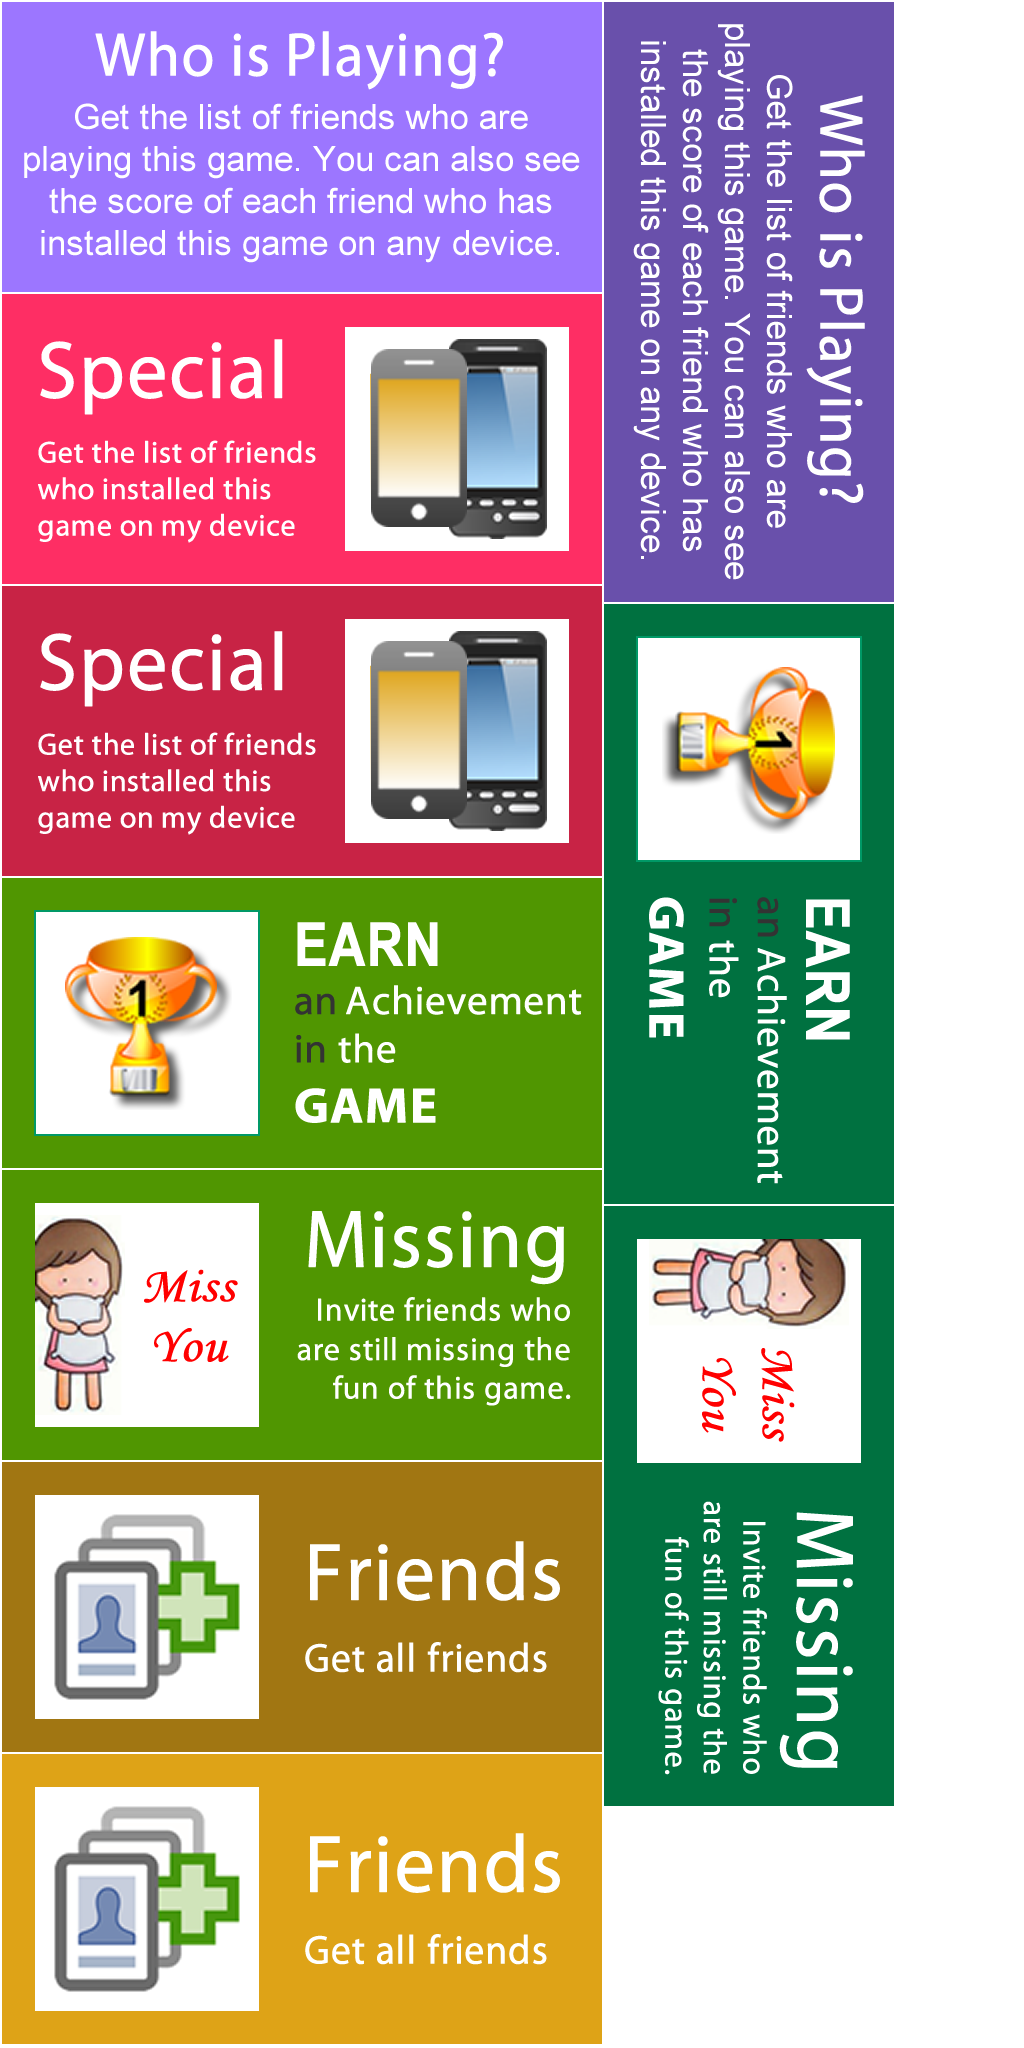 Who is Playing?
Get the list of friends who are
playing this game. You can also see
the score of each friend who has
installed this game on any device.
Special
Get the list of friends
who installed this
game on my device
Special
Get the list of friends
who installed this
game on my device
1
EARN
an Achievement
in the
GAME
Miss
You
Missing
Invite friends who
are still missing the
fun of this game.
Friends
Get all friends
Friends
Get all friends
Who is Playing?
Get the list of friends who are
playing this game. You can also see
the score of each friend who has
installed this game on any device.
1
EARN
an Achievement
in the
GAME
Miss
You
Missing
Invite friends who
are still missing the
fun of this game.